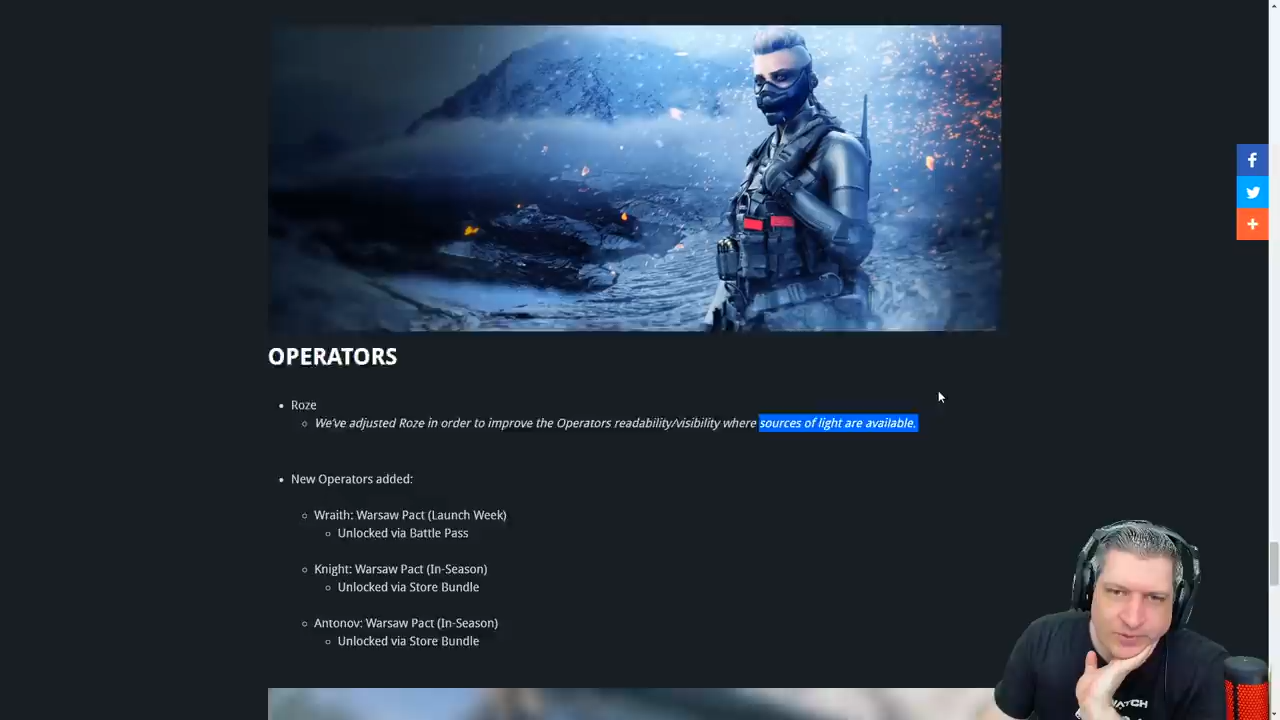 OPERATORS
Roze
We've adjusted Roze in order to improve the Operators readability/visibility where sources of light are available.
New Operators added:
Wraith: Warsaw Pact (Launch Week)
Unlocked via Battle Pass
Knight: Warsaw Pact (In-Season)
Unlocked via Store Bundle
Antonov: Warsaw Pact (In-Season)
Unlocked via Store Bundle